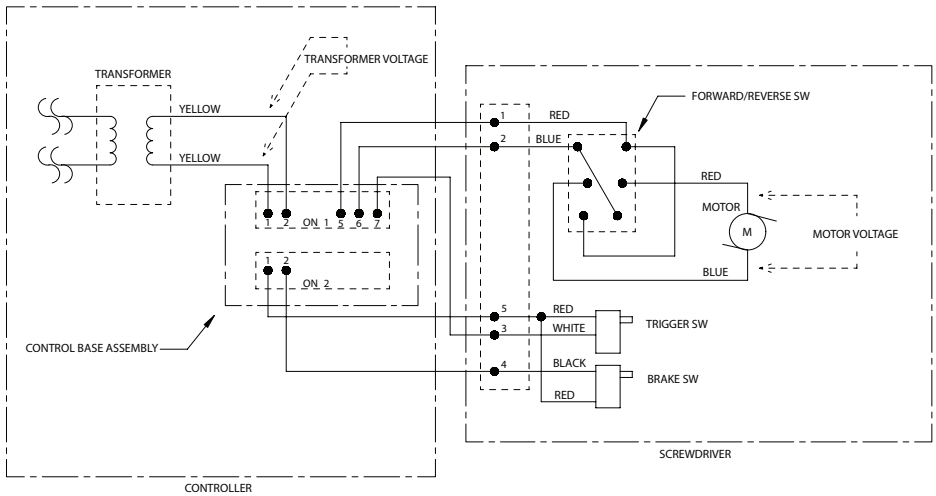 TRANSFORMER VOLTAGE
TRANSFORMER
YELLOW
YELLOW
1 2 ON 1 5 6 7
1 2
ON 2
CONTROL BASE ASSEMBLY
CONTROLLER
1 RED
2 BLUE
FORWARD/REVERSE SW
RED
MOTOR
M
MOTOR VOLTAGE
BLUE
5 RED
3 WHITE
TRIGGER SW
4 BLACK
BRAKE SW
RED
SCREWDRIVER